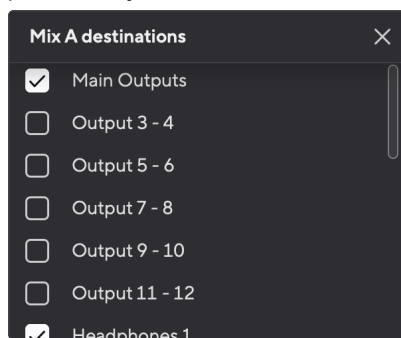 Mix A destinations
Main Outputs
Output 3 - 4
Output 5 - 6
Output 7 - 8
Output 9 - 10
Output 11 - 12
Headphones 1